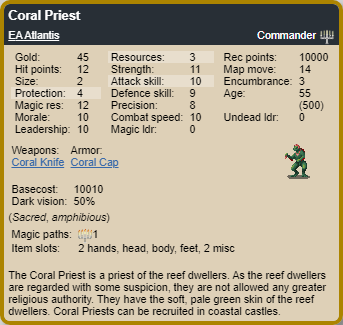 Coral Priest
EA Atlantis Commander
Gold: 45 Resources: 3 Rec points: 10000
Hit points: 12 Strength: 11 Map move: 14
Size: 2 Attack skill: 10 Encumbrance: 3
Protection: 4 Defence skill: 9 Age: 55
Magic res: 12 Precision: 8 (500)
Morale: 10 Combat speed: 10 Undead ldr: 0
Leadership: 10 Magic ldr: 0
Weapons: Armor:
Coral Knife Coral Cap
Basecost: 10010
Dark vision: 50%
(Sacred, amphibious)
Magic paths: 1
Item slots: 2 hands, head, body, feet, 2 misc
The Coral Priest is a priest of the reef dwellers. As the reef dwellers
are regarded with some suspicion, they are not allowed any greater
religious authority. They have the soft, pale green skin of the reef
dwellers. Coral Priests can be recruited in coastal castles.